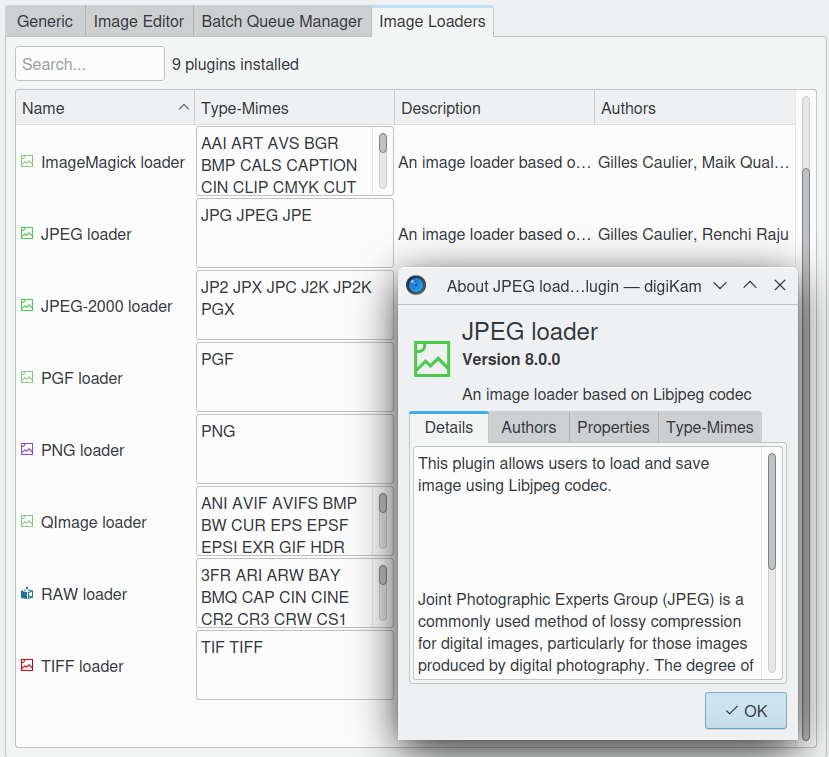 Generic Image Editor Batch Queue Manager Image Loaders
Search... 9 plugins installed
Name Type-Mimes Description Authors
ImageMagick loader
AAI ART AVS BGR
BMP CALS CAPTION
CIN CLIP CMYK CUT
An image loader based o... Gilles Caulier, Maik Qual...
JPEG loader
JPG JPEG JPE
An image loader based o... Gilles Caulier, Renchi Raju
JPEG-2000 loader
JP2 JPX JPC J2K JP2K
PGX
PGF loader
PGF
PNG loader
PNG
QImage loader
ANI AVIF AVIFS BMP
BW CUR EPS EPSF
EPSI EXR GIF HDR
RAW loader
3FR ARI ARW BAY
BMQ CAP CIN CINE
CR2 CR3 CRW CS1
TIFF loader
TIF TIFF
About JPEG load...lugin — digiKam
JPEG loader
Version 8.0.0
An image loader based on Libjpeg codec
Details Authors Properties Type-Mimes
This plugin allows users to load and save
image using Libjpeg codec.
Joint Photographic Experts Group (JPEG) is a
commonly used method of lossy compression
for digital images, particularly for those images
produced by digital photography. The degree of
OK